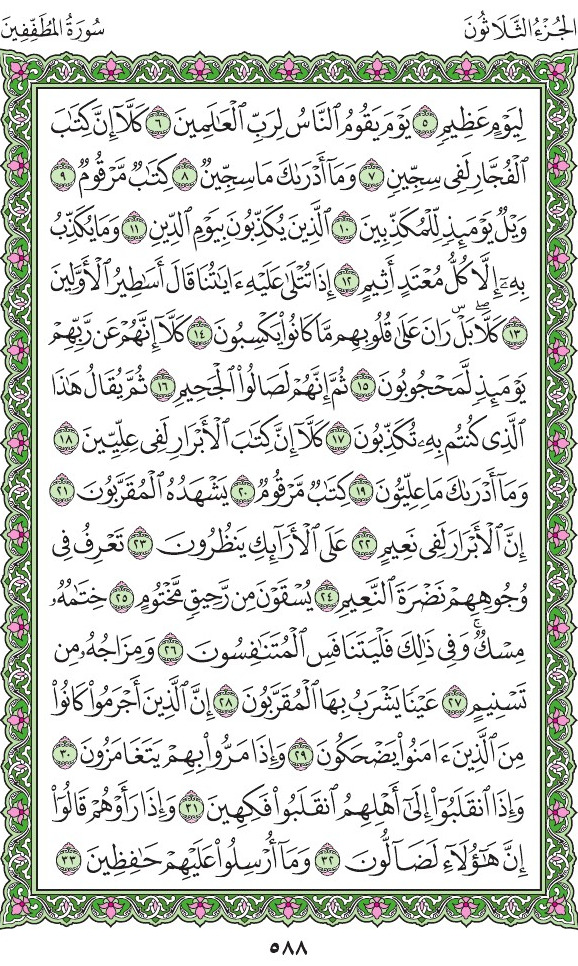 الجُزْءُ الثَّلَاثُونَ
سُورَةُ المُطَفِّفِينَ
لِيَوْمٍ عَظِيمٍ ٥ يَوْمَ يَقُومُ ٱلنَّاسُ لِرَبِّ ٱلْعَٰلَمِينَ ٦ كَلَّآ إِنَّ كِتَٰبَ
ٱلْفُجَّارِ لَفِى سِجِّينٍ ٧ وَمَآ أَدْرَىٰكَ مَا سِجِّينٌ ٨ كِتَٰبٌ مَّرْقُومٌ ٩
وَيْلٌ يَوْمَئِذٍ لِّلْمُكَذِّبِينَ ١٠ ٱلَّذِينَ يُكَذِّبُونَ بِيَوْمِ ٱلدِّينِ ١١ وَمَا يُكَذِّبُ
بِهِۦٓ إِلَّا كُلُّ مُعْتَدٍ أَثِيمٍ ١٢ إِذَا تُتْلَىٰ عَلَيْهِ ءَايَٰتُنَا قَالَ أَسَٰطِيرُ ٱلْأَوَّلِينَ
١٣ كَلَّا ۖ بَلْ ۜ رَانَ عَلَىٰ قُلُوبِهِم مَّا كَانُوا۟ يَكْسِبُونَ ١٤ كَلَّآ إِنَّهُمْ عَن رَّبِّهِمْ
يَوْمَئِذٍ لَّمَحْجُوبُونَ ١٥ ثُمَّ إِنَّهُمْ لَصَالُوا۟ ٱلْجَحِيمِ ١٦ ثُمَّ يُقَالُ هَٰذَا
ٱلَّذِى كُنتُم بِهِۦ تُكَذِّبُونَ ١٧ كَلَّآ إِنَّ كِتَٰبَ ٱلْأَبْرَارِ لَفِى عِلِّيِّينَ ١٨
وَمَآ أَدْرَىٰكَ مَا عِلِّيُّونَ ١٩ كِتَٰبٌ مَّرْقُومٌ ٢٠ يَشْهَدُهُ ٱلْمُقَرَّبُونَ ٢١
إِنَّ ٱلْأَبْرَارَ لَفِى نَعِيمٍ ٢٢ عَلَى ٱلْأَرَآئِكِ يَنظُرُونَ ٢٣ تَعْرِفُ فِى
وُجُوهِهِمْ نَضْرَةَ ٱلنَّعِيمِ ٢٤ يُسْقَوْنَ مِن رَّحِيقٍ مَّخْتُومٍ ٢٥ خِتَٰمُهُۥ
مِسْكٌ ۚ وَفِى ذَٰلِكَ فَلْيَتَنَافَسِ ٱلْمُتَنَٰفِسُونَ ٢٦ وَمِزَاجُهُۥ مِن
تَسْنِيمٍ ٢٧ عَيْنًا يَشْرَبُ بِهَا ٱلْمُقَرَّبُونَ ٢٨ إِنَّ ٱلَّذِينَ أَجْرَمُوا۟ كَانُوا۟
مِنَ ٱلَّذِينَ ءَامَنُوا۟ يَضْحَكُونَ ٢٩ وَإِذَا مَرُّوا۟ بِهِمْ يَتَغَامَزُونَ ٣٠
وَإِذَا ٱنقَلَبُوٓا۟ إِلَىٰٓ أَهْلِهِمُ ٱنقَلَبُوا۟ فَكِهِينَ ٣١ وَإِذَا رَأَوْهُمْ قَالُوٓا۟
إِنَّ هَٰٓؤُلَآءِ لَضَآلُّونَ ٣٢ وَمَآ أُرْسِلُوا۟ عَلَيْهِمْ حَٰفِظِينَ ٣٣
٥٨٨